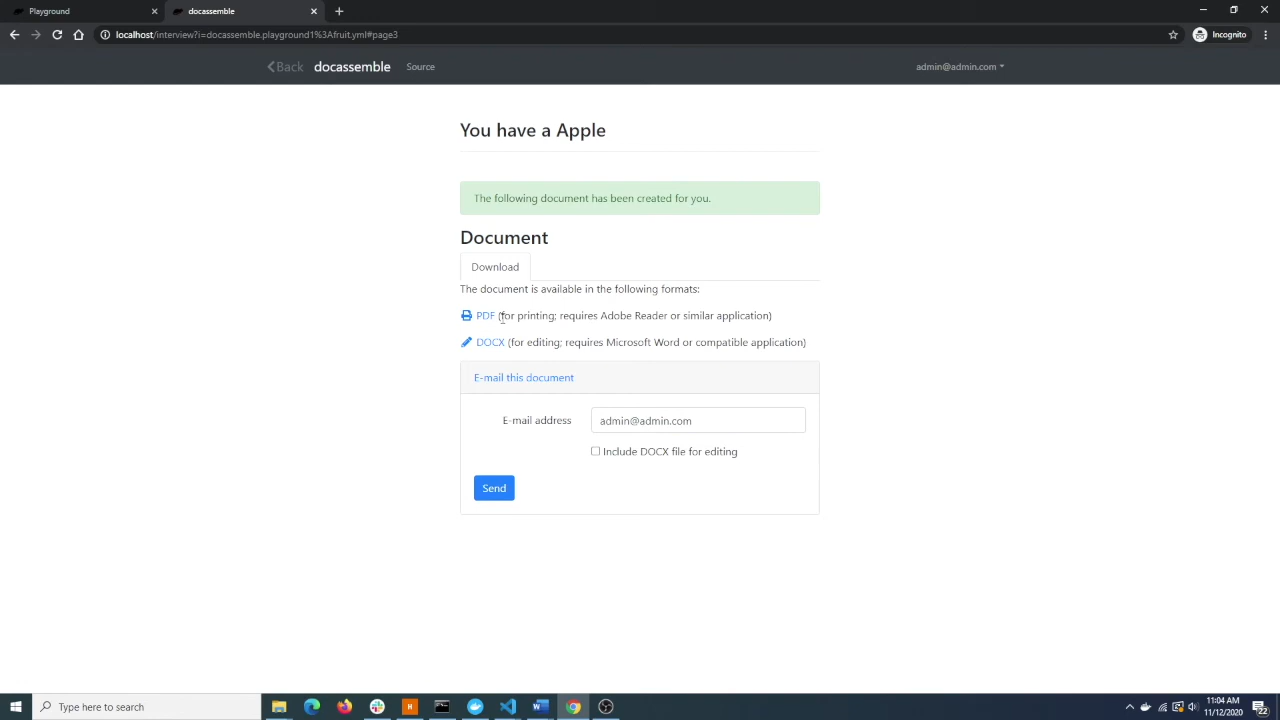 Playground
docassemble
localhost/interview?i=docassemble.playground1%3Afruit.yml#page3
Incognito
Back
docassemble
Source
admin@admin.com
You have a Apple
The following document has been created for you.
Document
Download
The document is available in the following formats:
PDF (for printing; requires Adobe Reader or similar application)
DOCX (for editing; requires Microsoft Word or compatible application)
E-mail this document
E-mail address
admin@admin.com
Include DOCX file for editing
Send
Type here to search
11:04 AM
11/12/2020
22